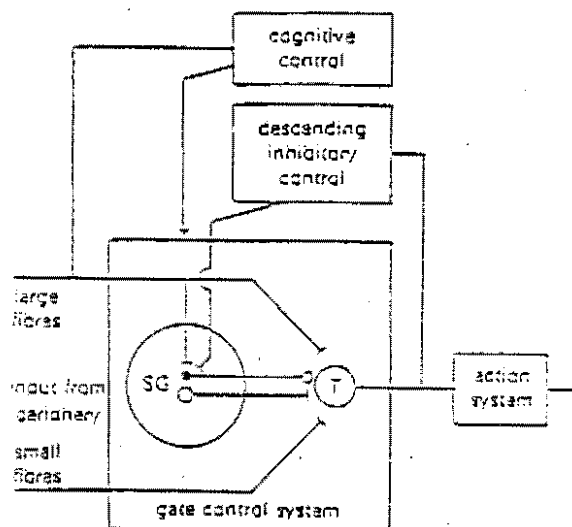 cognitive
control
descending
inhibitory
control
large
fibres
SG
T
action
system
input from
periphery
small
fibres
gate control system